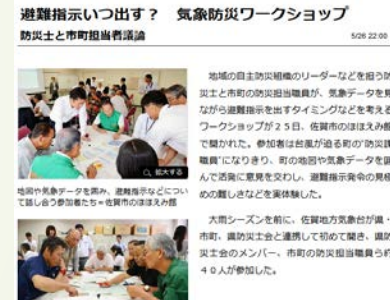 避難指示いつ出す？　気象防災ワークショップ
防災士と市町担当者議論
5/26 22:00
拡大する
地図や気象データを囲み、避難指示などについ
て話し合う参加者たち＝佐賀市のほほえみ館
地域の自主防災組織のリーダーなどを担う防
災士と市町の防災担当職員が、気象データを見
ながら避難指示を出すタイミングなどを考える
ワークショップが２５日、佐賀市のほほえみ館
で開かれた。参加者は台風が迫る町の“防災課
職員”になりきり、町の地図や気象データを囲
んで活発に意見を交わし、避難指示発令の見極
めの難しさなどを実体験した。
大雨シーズンを前に、佐賀地方気象台が県・
市町、県防災士会と連携して初めて開き、県防
災士会のメンバー、市町の防災担当職員ら約
４０人が参加した。